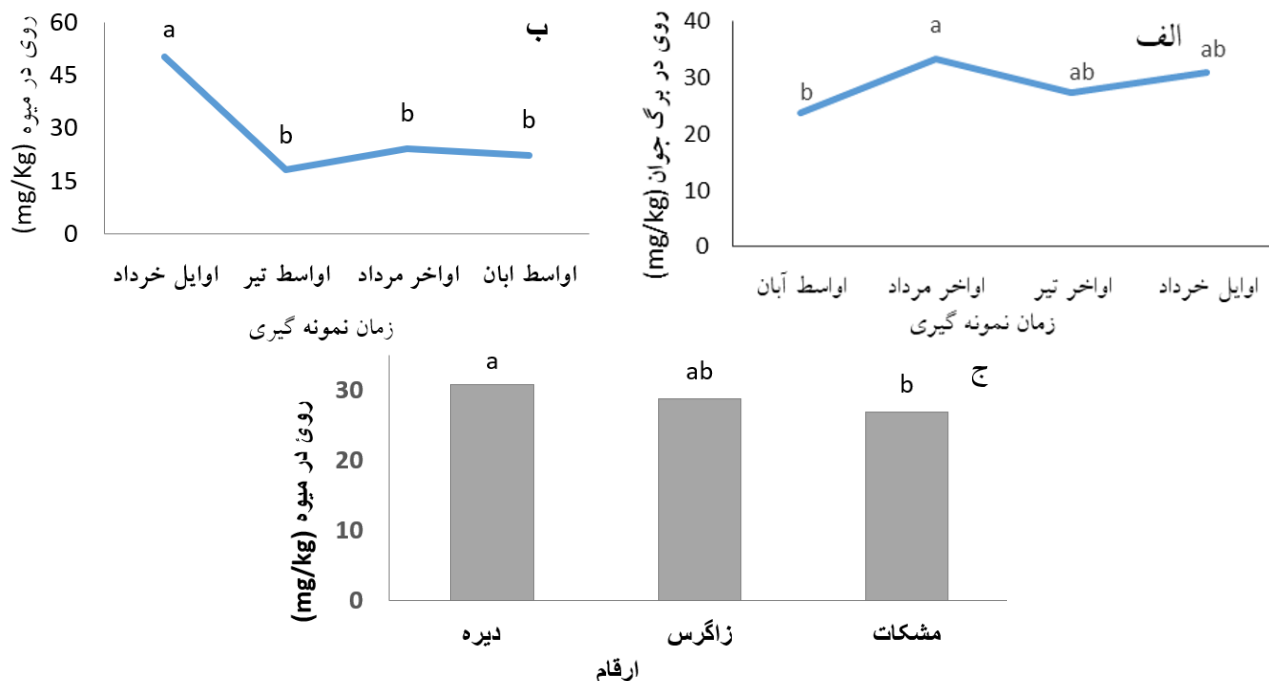 الف
روی در برگ جوان (mg/kg)
40
30
20
10
0
b
a
ab
ab
اواسط آبان
اواخر مرداد
اواخر تیر
اوایل خرداد
زمان نمونه گیری
ب
روی در میوه (mg/Kg)
60
45
30
15
0
a
b
b
b
اوایل خرداد
اواسط تیر
اواخر مرداد
اواسط ابان
زمان نمونه گیری
ج
روئ در میوه (mg/kg)
30
20
10
0
a
ab
b
دیره
زاگرس
مشکات
ارقام